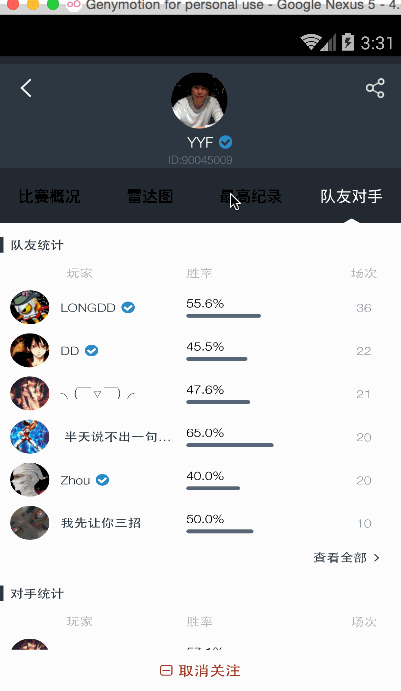 Genymotion for personal use - Google Nexus 5 - 4.
3:31
YYF
ID:90045009
比赛概况 雷达图 最高纪录 队友对手
队友统计
玩家 胜率 场次
LONGDD 55.6% 36
DD 45.5% 22
╮(￣▽￣)╭ 47.6% 21
半天说不出一句... 65.0% 20
Zhou 40.0% 20
我先让你三招 50.0% 10
查看全部 >
对手统计
玩家 胜率 场次
取消关注